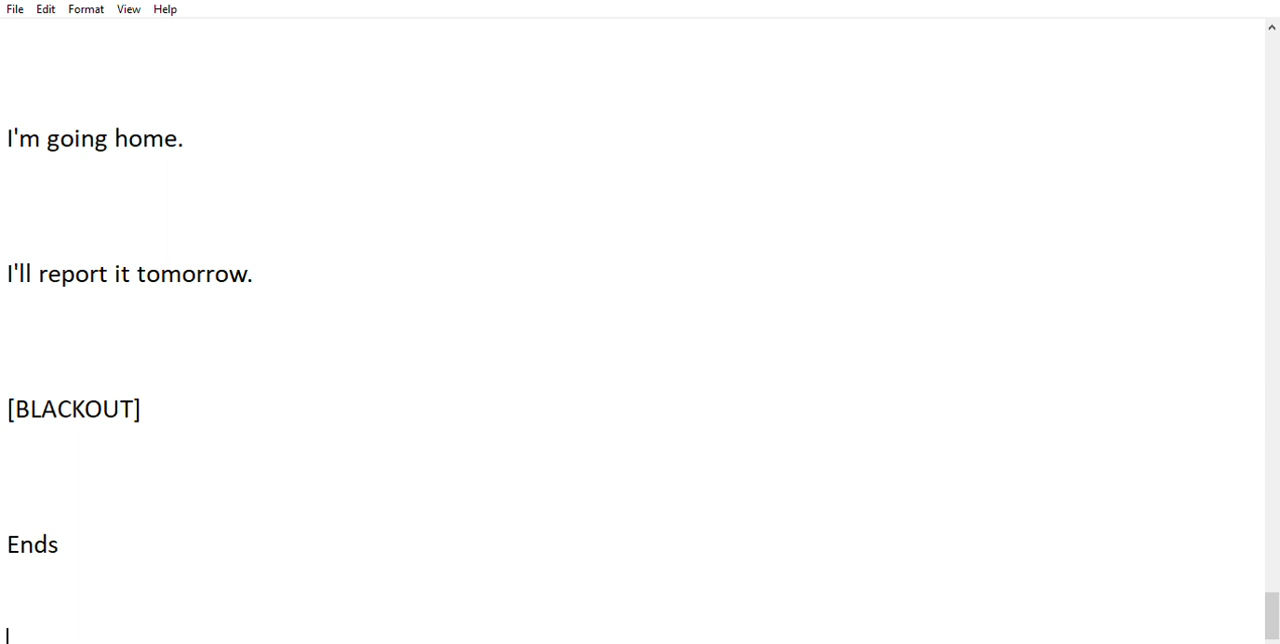 File Edit Format View Help
I'm going home.
I'll report it tomorrow.
[BLACKOUT]
Ends